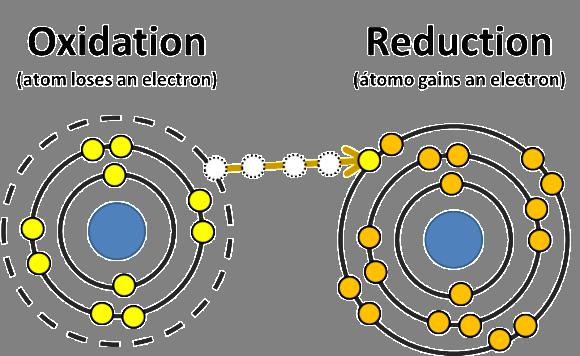 Oxidation
(atom loses an electron)
Reduction
(átomo gains an electron)